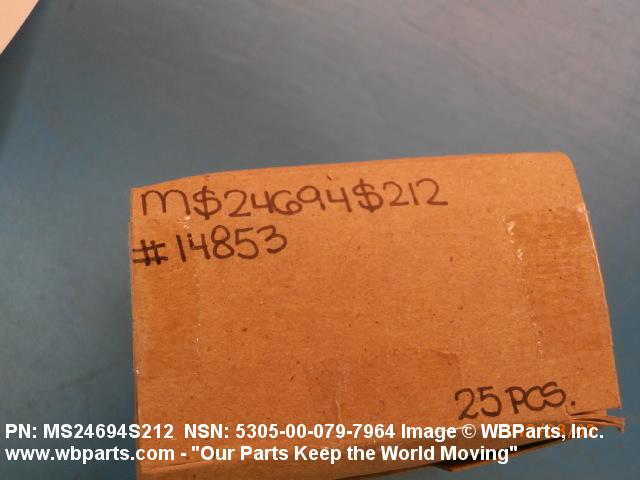 M$24694$212
#14853
25 PCS.
PN: MS24694S212 NSN: 5305-00-079-7964 Image © WBParts, Inc.
www.wbparts.com - "Our Parts Keep the World Moving"